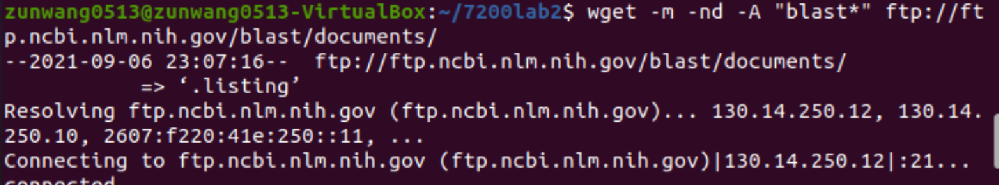 zunwang0513@zunwang0513-VirtualBox:~/7200lab2$ wget -m -nd -A "blast*" ftp://ft
p.ncbi.nlm.nih.gov/blast/documents/
--2021-09-06 23:07:16--  ftp://ftp.ncbi.nlm.nih.gov/blast/documents/
           => ‘.listing’
Resolving ftp.ncbi.nlm.nih.gov (ftp.ncbi.nlm.nih.gov)... 130.14.250.12, 130.14.
250.10, 2607:f220:41e:250::11, ...
Connecting to ftp.ncbi.nlm.nih.gov (ftp.ncbi.nlm.nih.gov)|130.14.250.12|:21...
connected